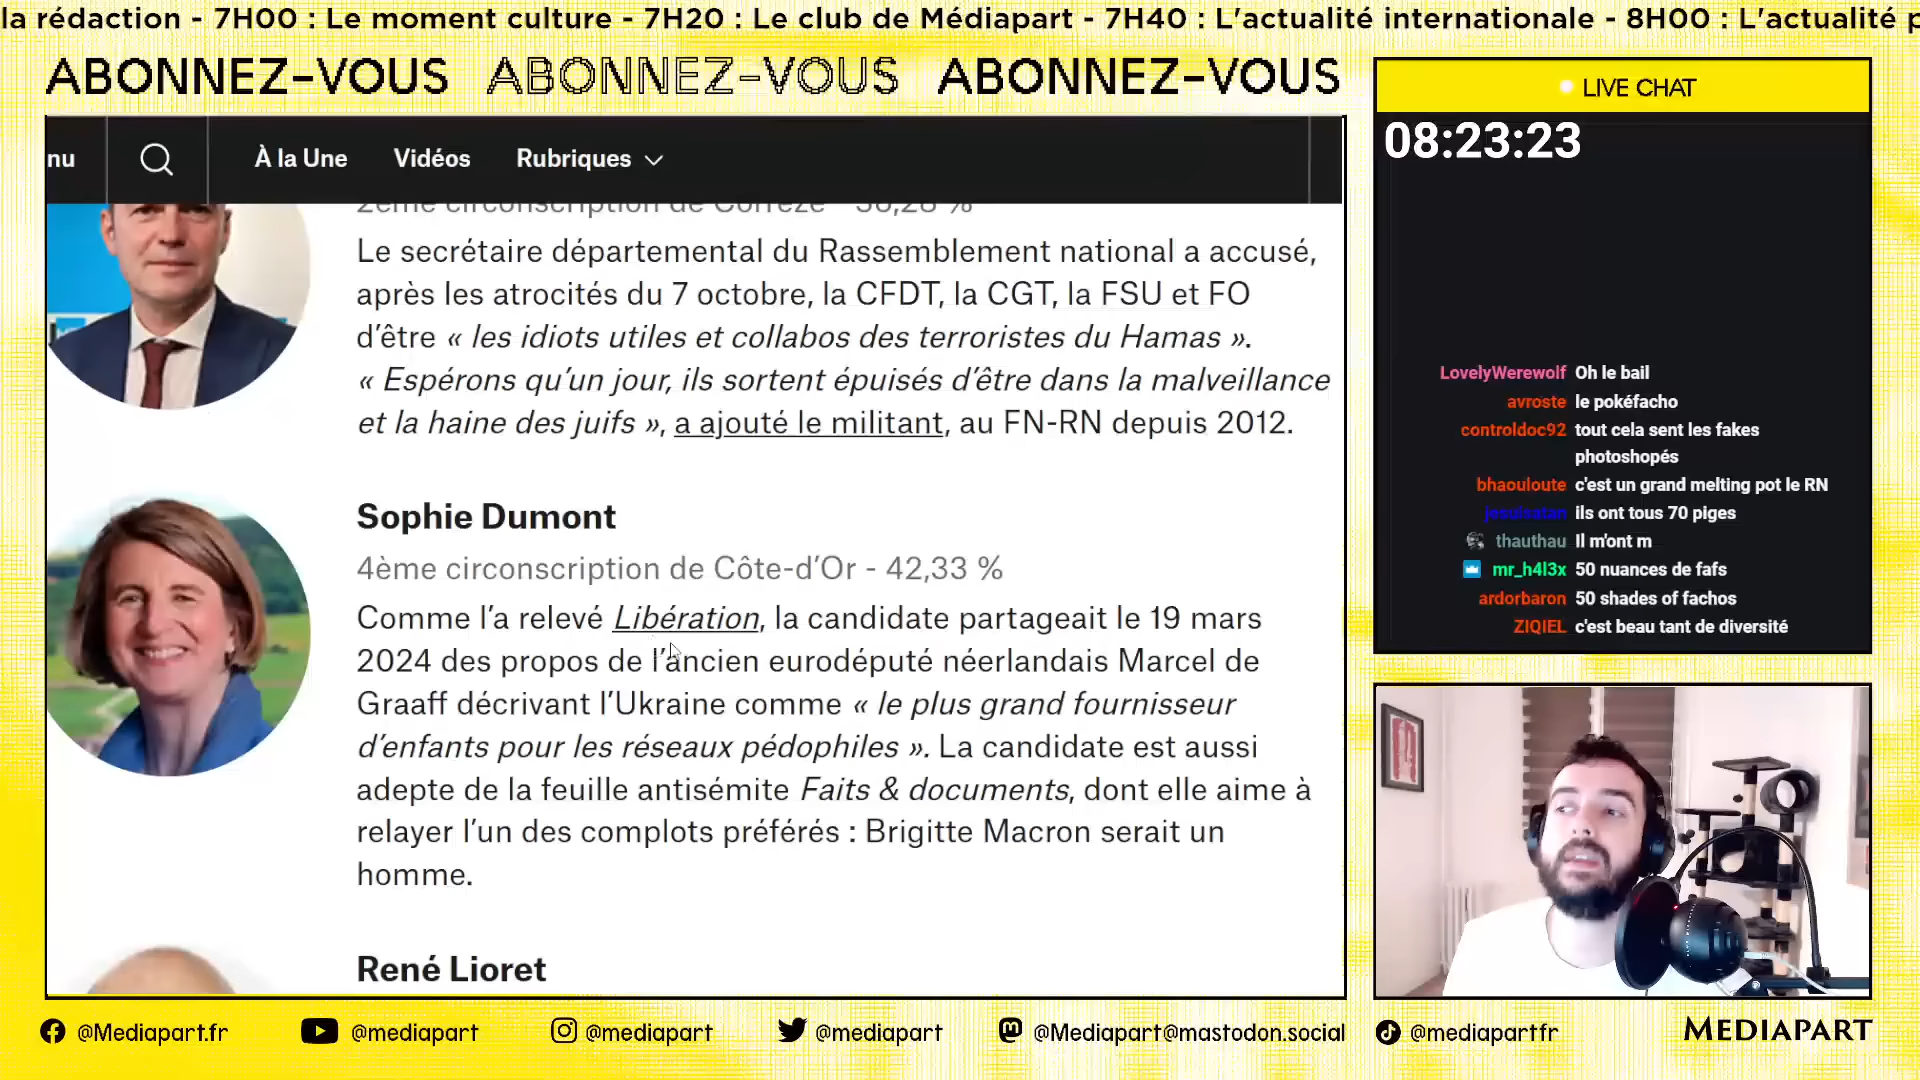 la rédaction - 7H00 : Le moment culture - 7H20 : Le club de Médiapart - 7H40 : L'actualité internationale - 8H00 : L'actualité p
ABONNEZ-VOUS ABONNEZ-VOUS ABONNEZ-VOUS
nu À la Une Vidéos Rubriques
2ème circonscription de Corrèze - 36,28 %
Le secrétaire départemental du Rassemblement national a accusé,
après les atrocités du 7 octobre, la CFDT, la CGT, la FSU et FO
d'être « les idiots utiles et collabos des terroristes du Hamas ».
« Espérons qu'un jour, ils sortent épuisés d'être dans la malveillance
et la haine des juifs », a ajouté le militant, au FN-RN depuis 2012.
Sophie Dumont
4ème circonscription de Côte-d'Or - 42,33 %
Comme l'a relevé Libération, la candidate partageait le 19 mars
2024 des propos de l'ancien eurodéputé néerlandais Marcel de
Graaff décrivant l'Ukraine comme « le plus grand fournisseur
d'enfants pour les réseaux pédophiles ». La candidate est aussi
adepte de la feuille antisémite Faits & documents, dont elle aime à
relayer l'un des complots préférés : Brigitte Macron serait un
homme.
René Lioret
LIVE CHAT
08:23:23
LovelyWerewolf Oh le bail
avroste le pokéfacho
controldoc92 tout cela sent les fakes
photoshopés
bhaouloute c'est un grand melting pot le RN
jesuisatan ils ont tous 70 piges
thauthau Il m'ont m
mr_h4l3x 50 nuances de fafs
ardorbaron 50 shades of fachos
ZIQIEL c'est beau tant de diversité
@Mediapart.fr @mediapart @mediapart @mediapart @Mediapart@mastodon.social @mediapartfr MEDIAPART